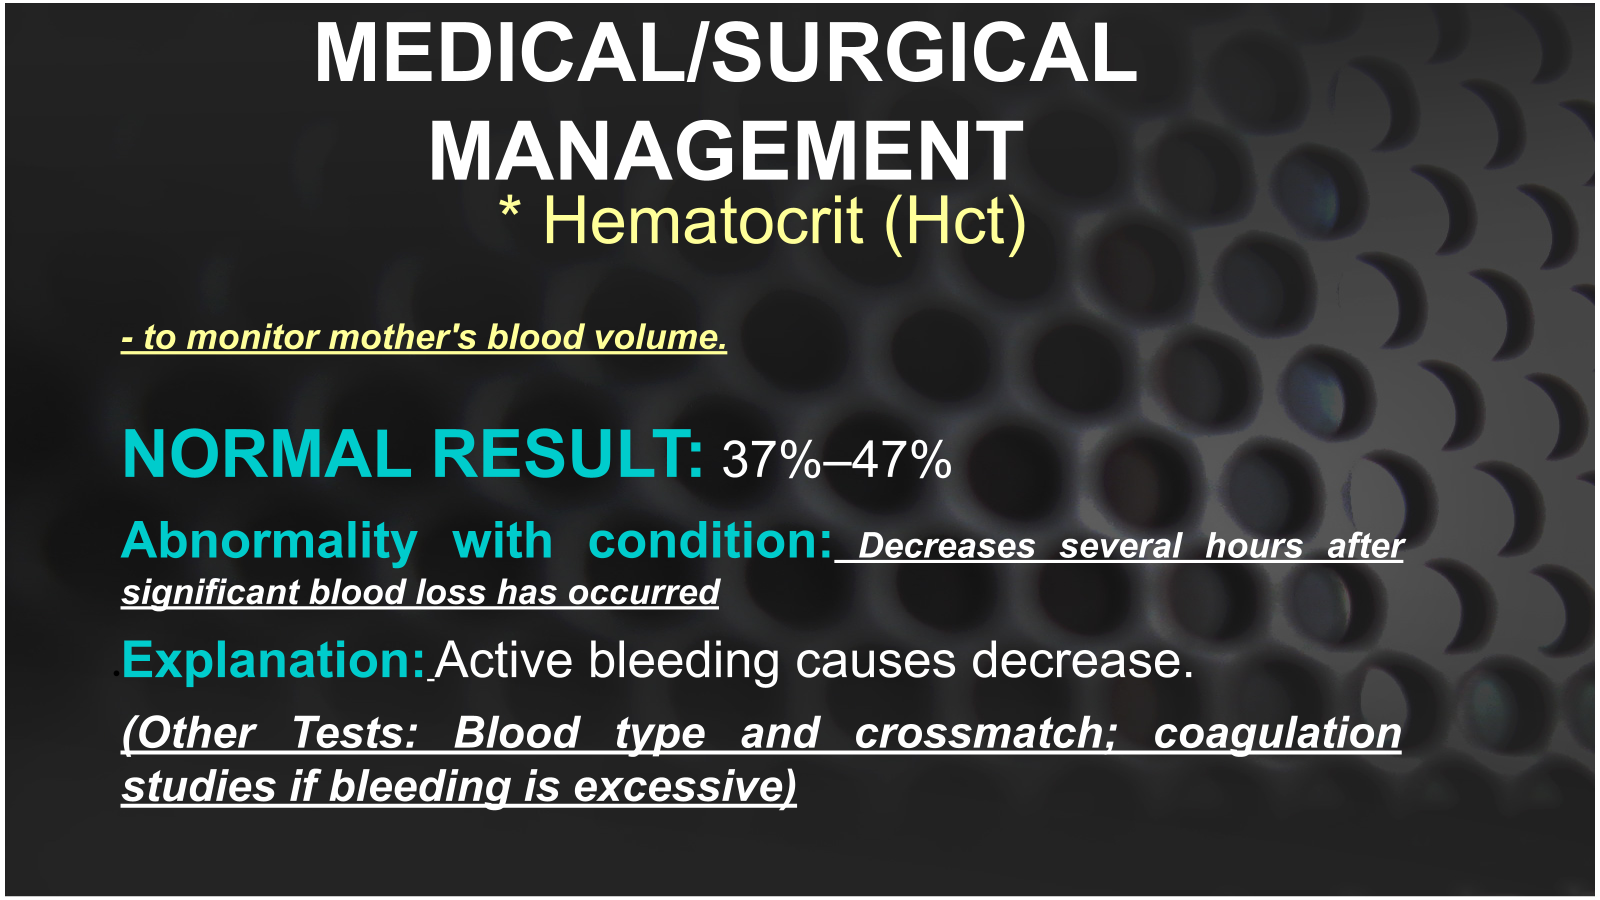 MEDICAL/SURGICAL
MANAGEMENT
* Hematocrit (Hct)
- to monitor mother's blood volume.
NORMAL RESULT: 37%–47%
Abnormality with condition: Decreases several hours after
significant blood loss has occurred
•Explanation: Active bleeding causes decrease.
(Other Tests: Blood type and crossmatch; coagulation
studies if bleeding is excessive)